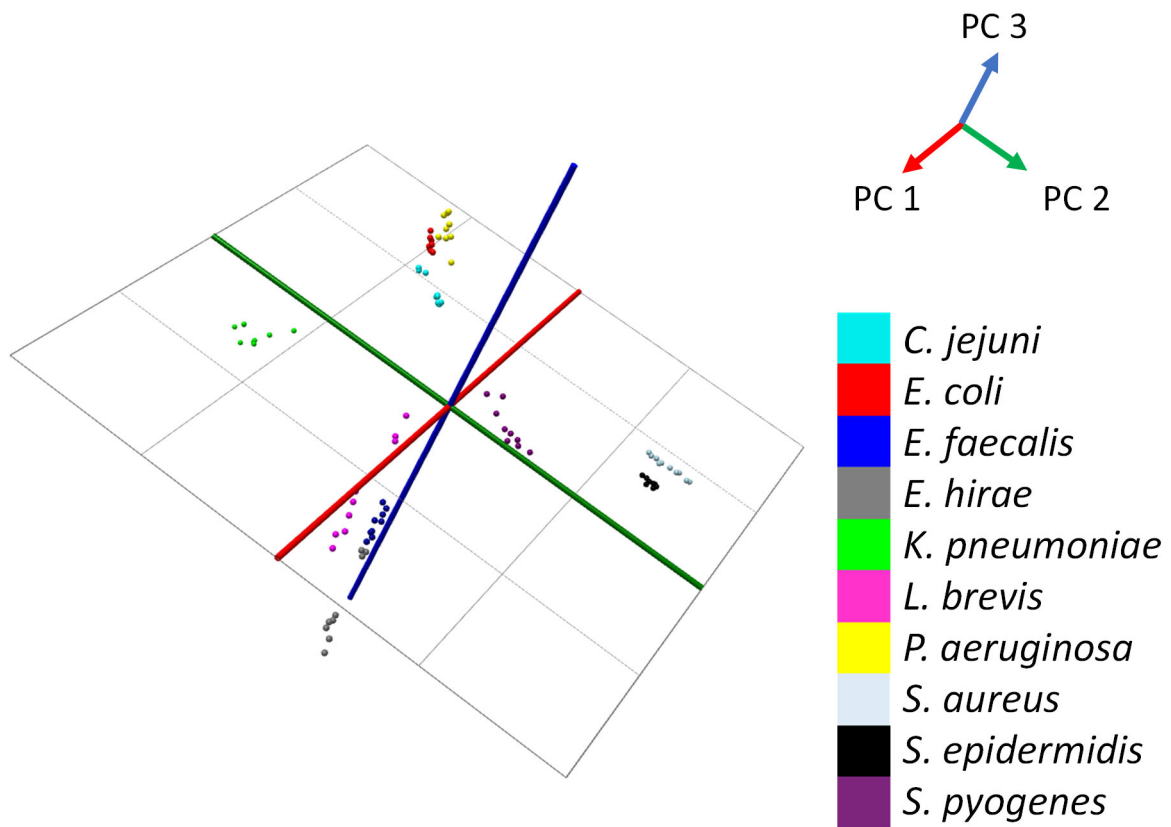 PC 3
PC 1
PC 2
C. jejuni
E. coli
E. faecalis
E. hirae
K. pneumoniae
L. brevis
P. aeruginosa
S. aureus
S. epidermidis
S. pyogenes